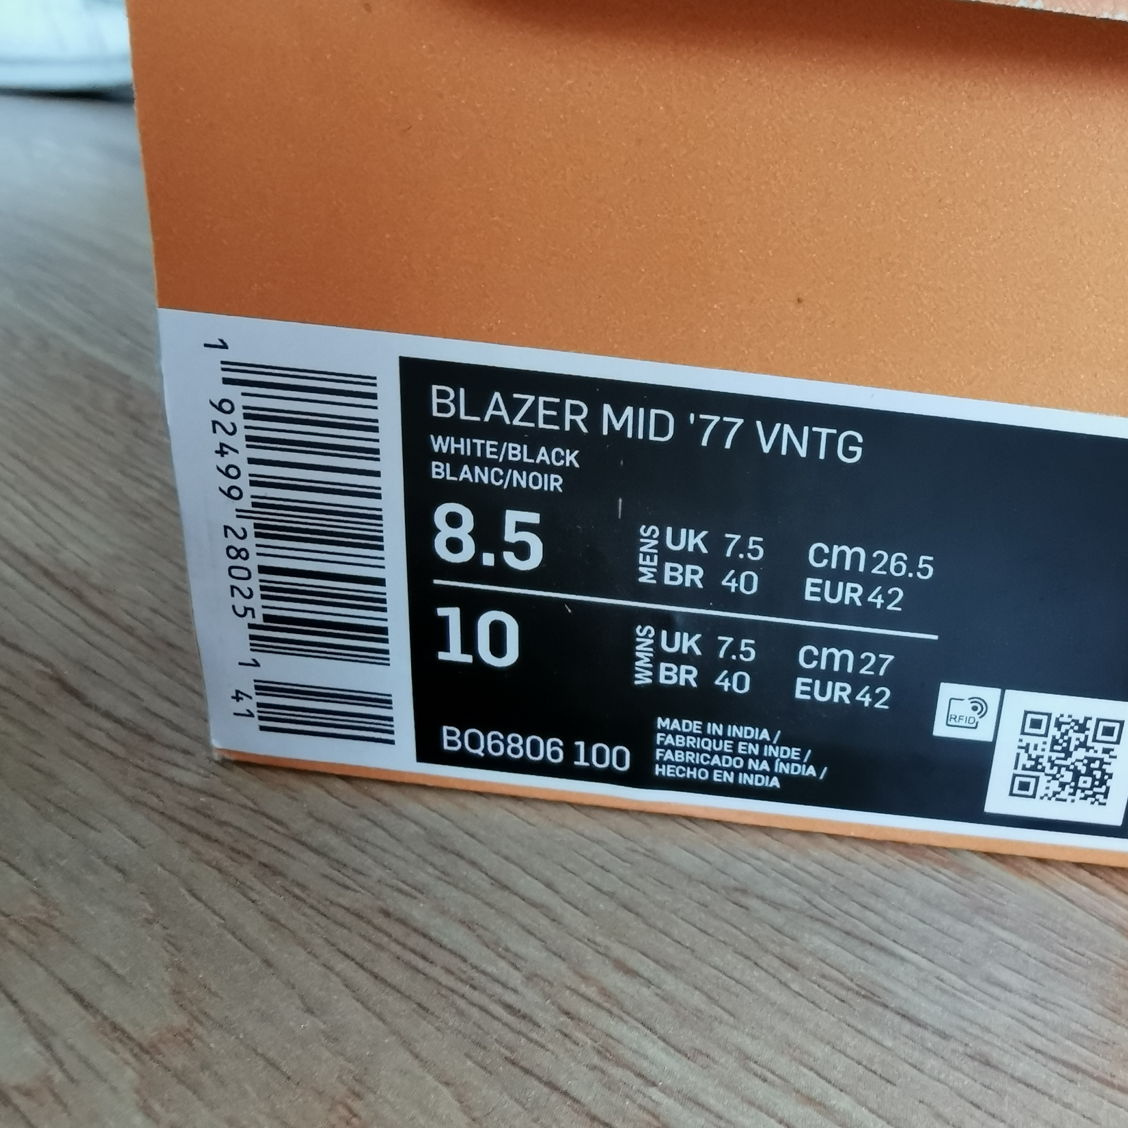 BLAZER MID '77 VNTG
WHITE/BLACK
BLANC/NOIR
8.5
MENS
UK 7.5 cm 26.5
BR 40 EUR 42
10
WMNS
UK 7.5 cm 27
BR 40 EUR 42
BQ6806 100
MADE IN INDIA /
FABRIQUE EN INDE /
FABRICADO NA ÍNDIA /
HECHO EN INDIA
RFID
1 92499 28025 1 41